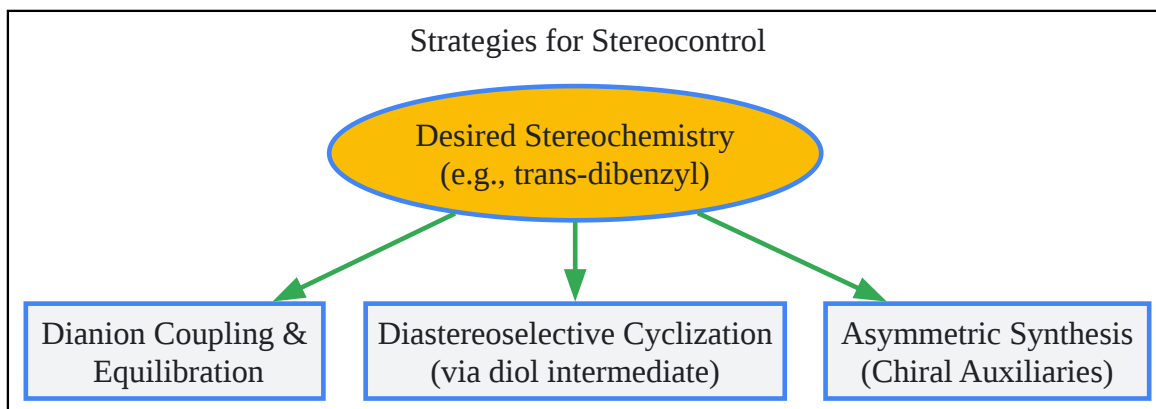 Strategies for Stereocontrol
Desired Stereochemistry
(e.g., trans-dibenzyl)
Dianion Coupling &
Equilibration
Diastereoselective Cyclization
(via diol intermediate)
Asymmetric Synthesis
(Chiral Auxiliaries)